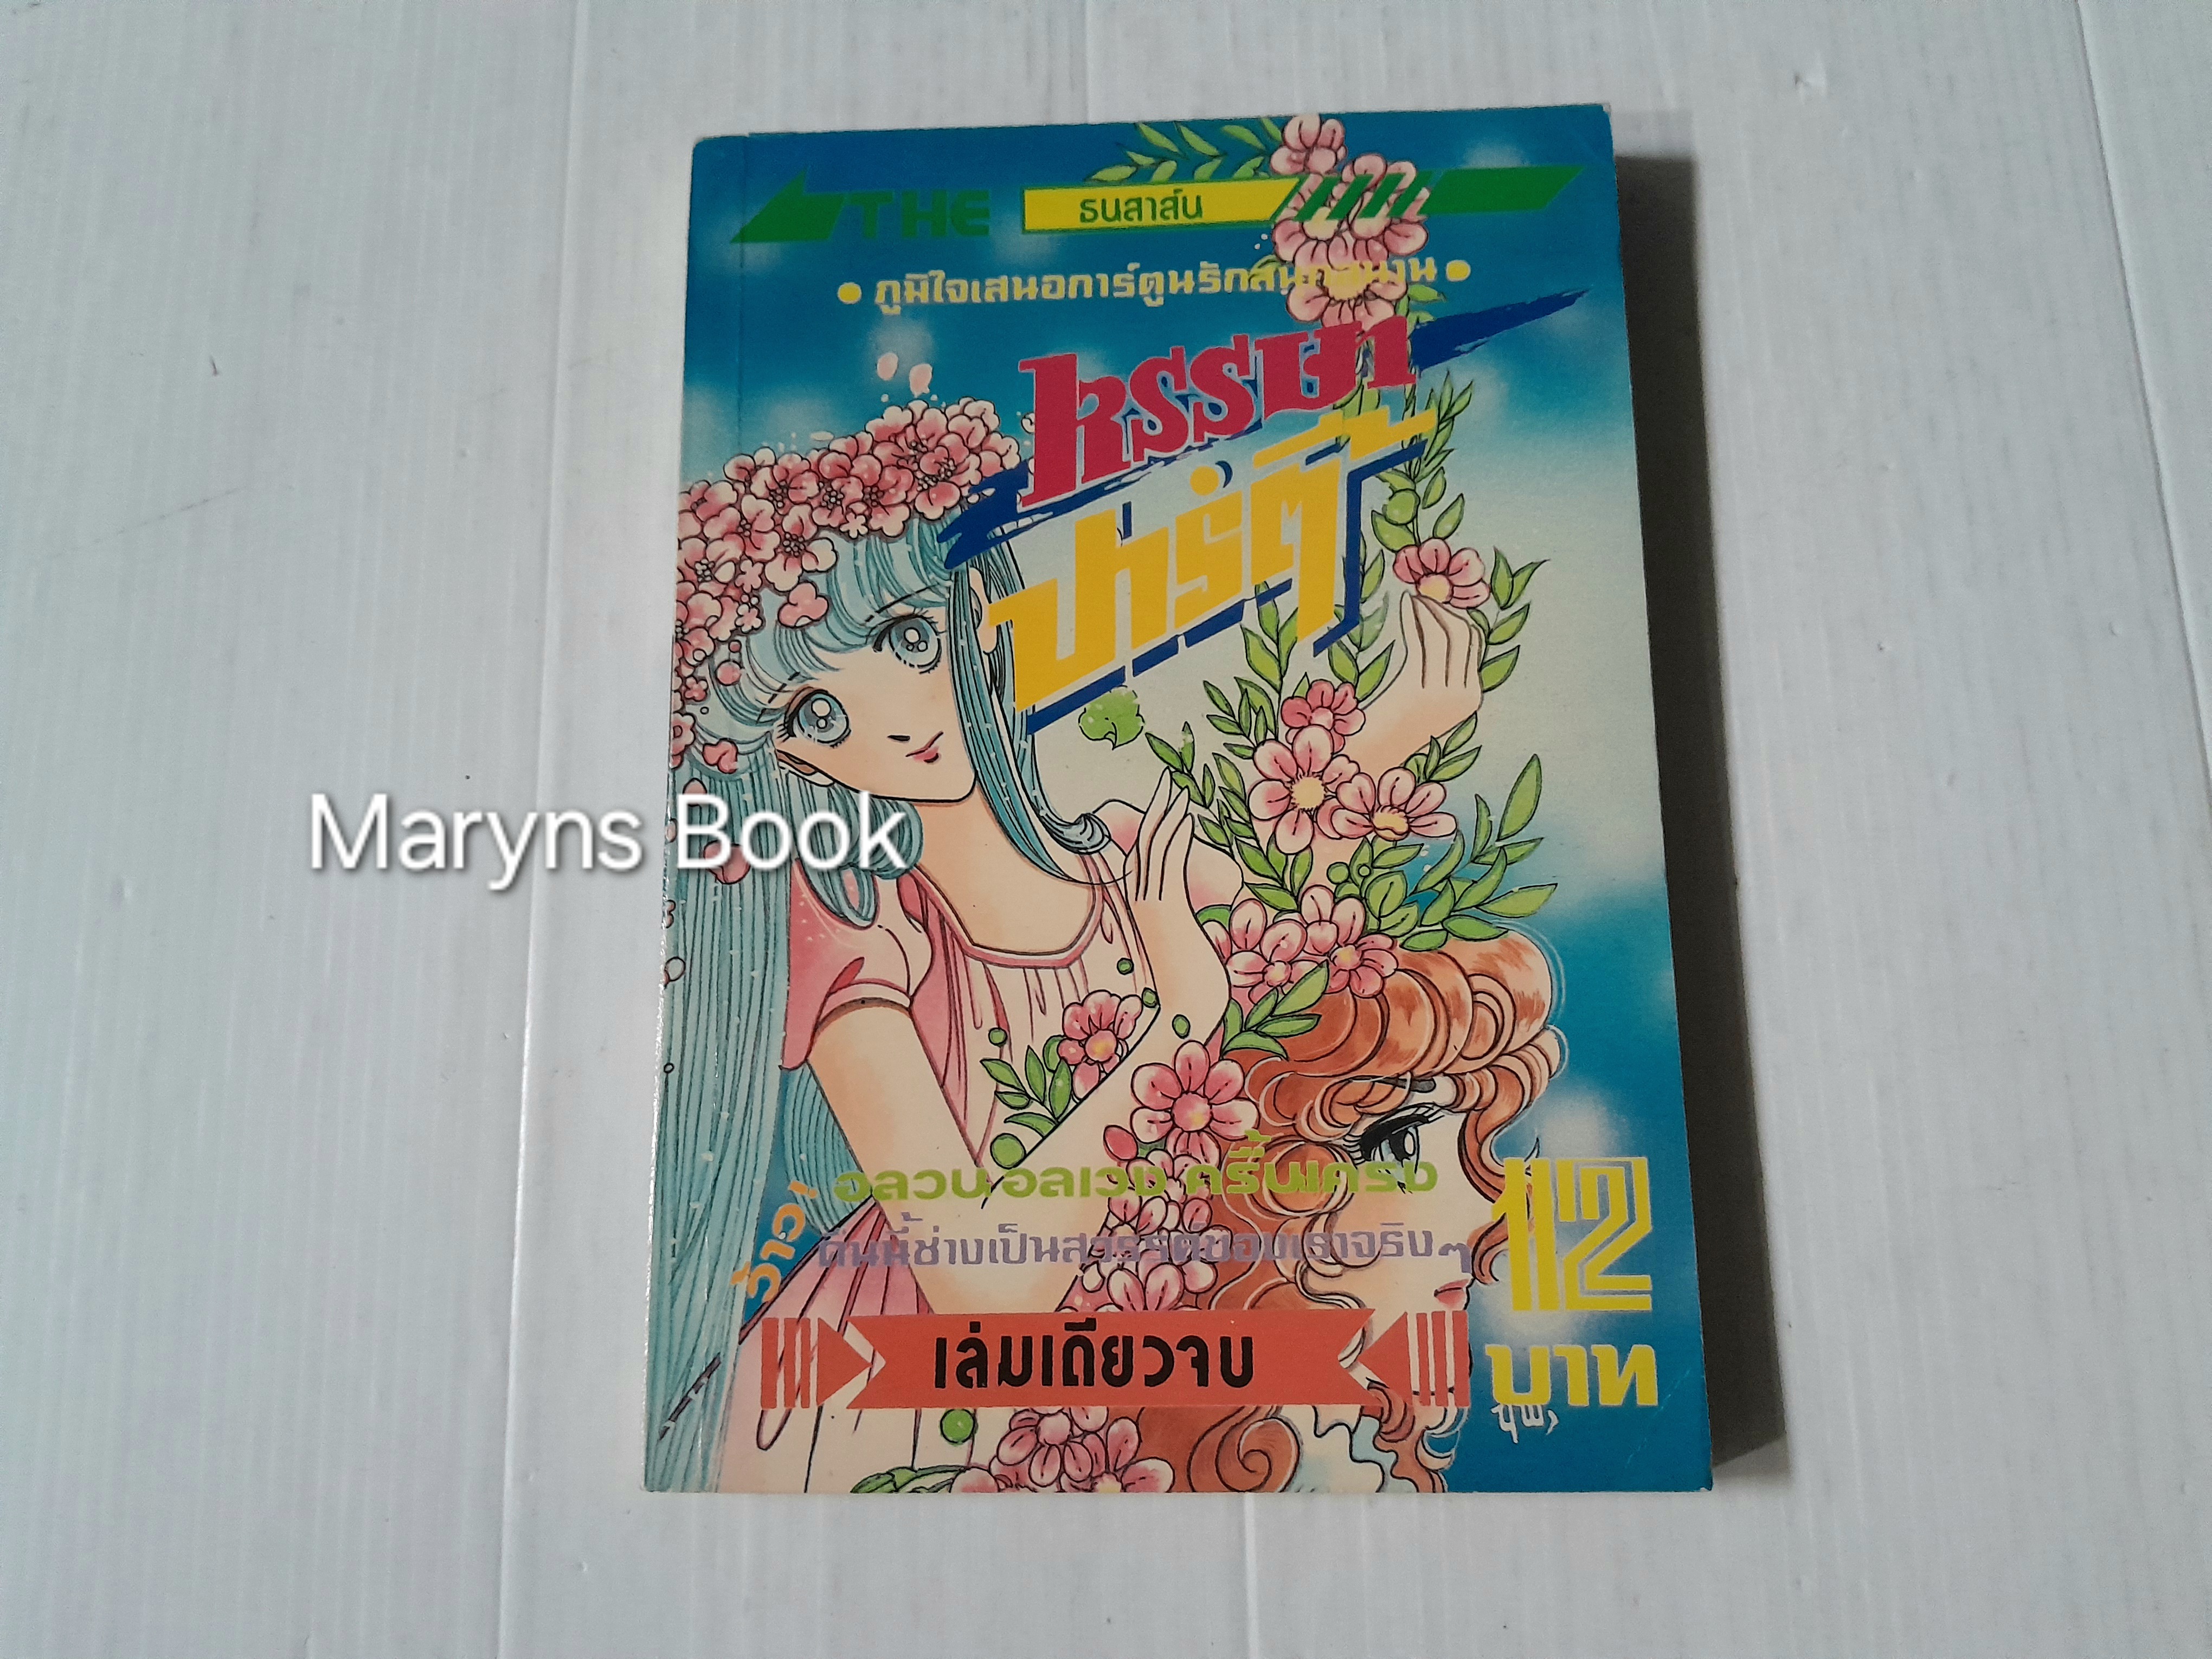 THE ธนสาส์น
• ภูมิใจเสนอการ์ตูนรักสนุกสนาน •
หรรษา
ปาร์ตี้
Maryns Book
ว้าว! อลวน อลเวง ครื้นเครง
คืนนี้ช่างเป็นสวรรค์ของเราจริงๆ
12
บาท
เล่มเดียวจบ